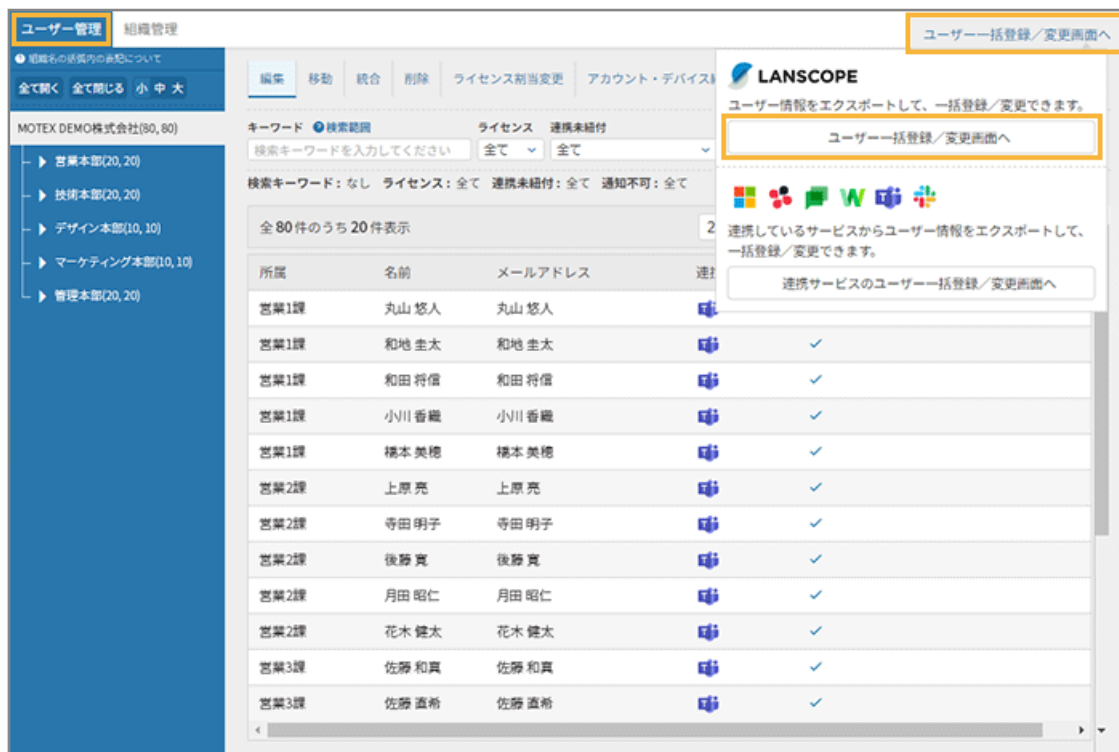 ユーザー管理 組織管理 ユーザー一括登録／変更画面へ
組織名の括弧内の表記について
全て開く 全て閉じる 小 中 大
MOTEX DEMO株式会社(80, 80)
営業本部(20, 20)
技術本部(20, 20)
デザイン本部(10, 10)
マーケティング本部(10, 10)
管理本部(20, 20)
編集 移動 統合 削除 ライセンス割当変更 アカウント・デバイス
キーワード ?検索範囲 ライセンス 連携未紐付
検索キーワードを入力してください 全て 全て
検索キーワード：なし ライセンス：全て 連携未紐付：全て 通知不可：全て
全 80 件のうち 20 件表示 2
所属 名前 メールアドレス 連
営業1課 丸山 悠人 丸山 悠人
営業1課 和地 圭太 和地 圭太
営業1課 和田 将信 和田 将信
営業1課 小川 香織 小川 香織
営業1課 橋本 美穂 橋本 美穂
営業2課 上原 亮 上原 亮
営業2課 寺田 明子 寺田 明子
営業2課 後藤 寛 後藤 寛
営業2課 月田 昭仁 月田 昭仁
営業2課 花木 健太 花木 健太
営業3課 佐藤 和真 佐藤 和真
営業3課 佐藤 直希 佐藤 直希
LANSCOPE
ユーザー情報をエクスポートして、一括登録／変更できます。
ユーザー一括登録／変更画面へ
連携しているサービスからユーザー情報をエクスポートして、
一括登録／変更できます。
連携サービスのユーザー一括登録／変更画面へ